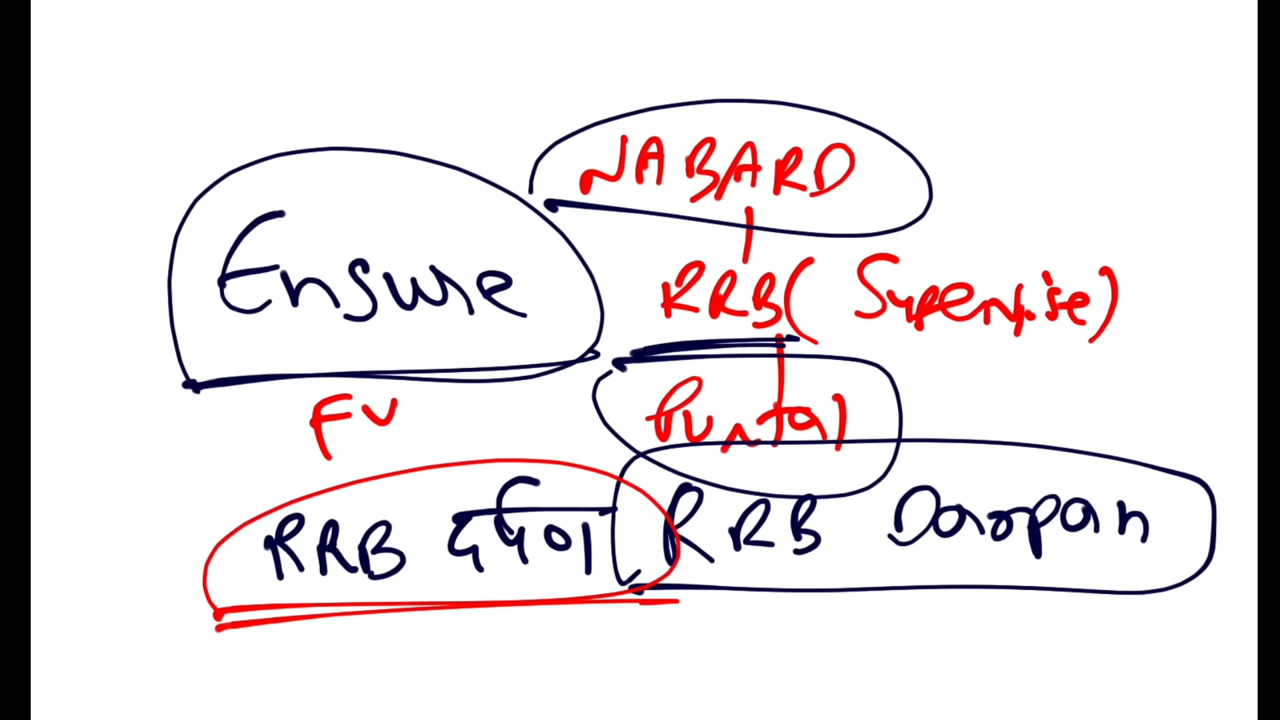 NABARD
Ensure
RRB (Supervise)
Portal
FV
RRB दर्पण RRB Darpan